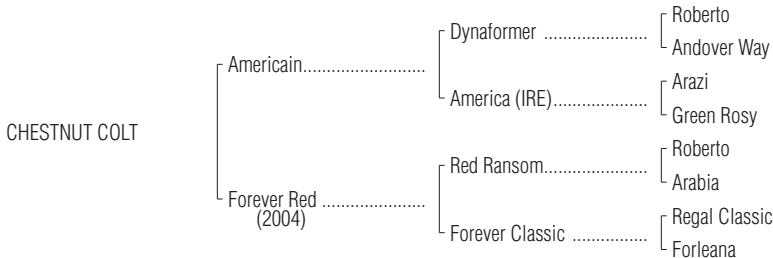 Roberto
Dynaformer ........................
Andover Way
Americain.............................
Arazi
America (IRE)......................
Green Rosy
CHESTNUT COLT
Roberto
Red Ransom........................
Arabia
Forever Red ........................
(2004)
Regal Classic
Forever Classic ..................
Forleana